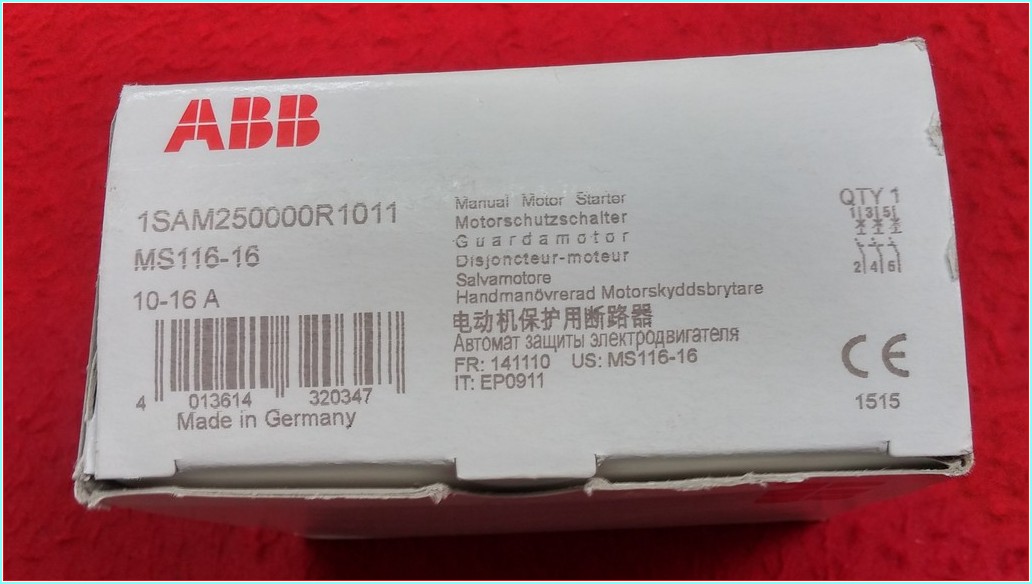 ABB
1SAM250000R1011
MS116-16
10-16 A
4 013614 320347
Made in Germany
Manual Motor Starter
Motorschutzschalter
Guardamotor
Disjoncteur-moteur
Salvamotore
Handmanövrerad Motorskyddsbrytare
电动机保护用断路器
Автомат защиты электродвигателя
FR: 141110 US: MS116-16
IT: EP0911
QTY 1
1 3 5
2 4 6
CE
1515